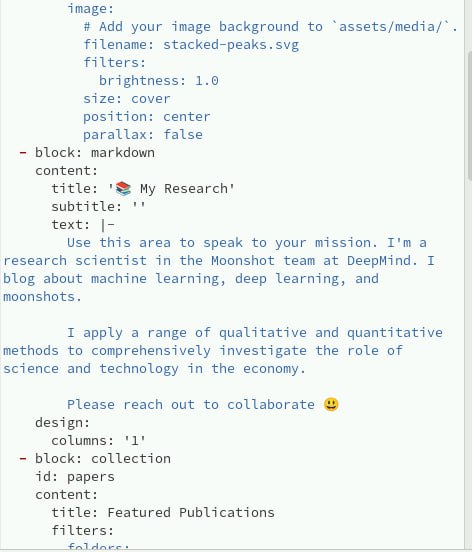 image:
# Add your image background to `assets/media/`.
filename: stacked-peaks.svg
filters:
brightness: 1.0
size: cover
position: center
parallax: false
- block: markdown
content:
title: '📚 My Research'
subtitle: ''
text: |-
Use this area to speak to your mission. I'm a
research scientist in the Moonshot team at DeepMind. I
blog about machine learning, deep learning, and
moonshots.
I apply a range of qualitative and quantitative
methods to comprehensively investigate the role of
science and technology in the economy.
Please reach out to collaborate 😃
design:
columns: '1'
- block: collection
id: papers
content:
title: Featured Publications
filters:
folders: